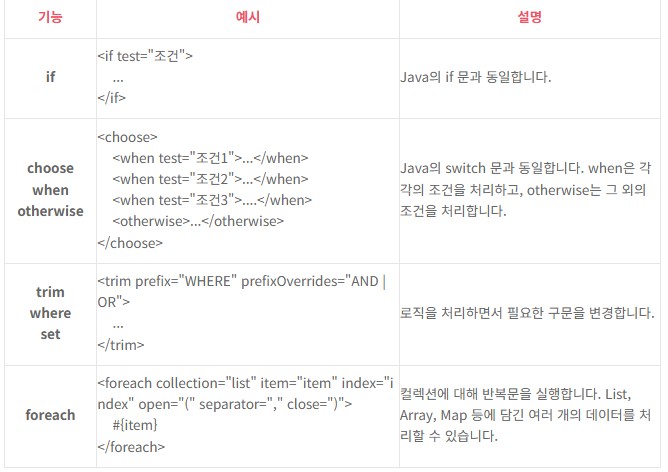 기능 예시 설명
if
<if test="조건">
...
</if>
Java의 if 문과 동일합니다.
choose
when
otherwise
<choose>
<when test="조건1">...</when>
<when test="조건2">...</when>
<when test="조건3">....</when>
<otherwise>...</otherwise>
</choose>
Java의 switch 문과 동일합니다. when은 각
각의 조건을 처리하고, otherwise는 그 외의
조건을 처리합니다.
trim
where
set
<trim prefix="WHERE" prefixOverrides="AND |
OR">
...
</trim>
로직을 처리하면서 필요한 구문을 변경합니다.
foreach
<foreach collection="list" item="item" index="i
ndex" open="(" separator="," close=")">
#{item}
</foreach>
컬렉션에 대해 반복문을 실행합니다. List,
Array, Map 등에 담긴 여러 개의 데이터를 처
리할 수 있습니다.